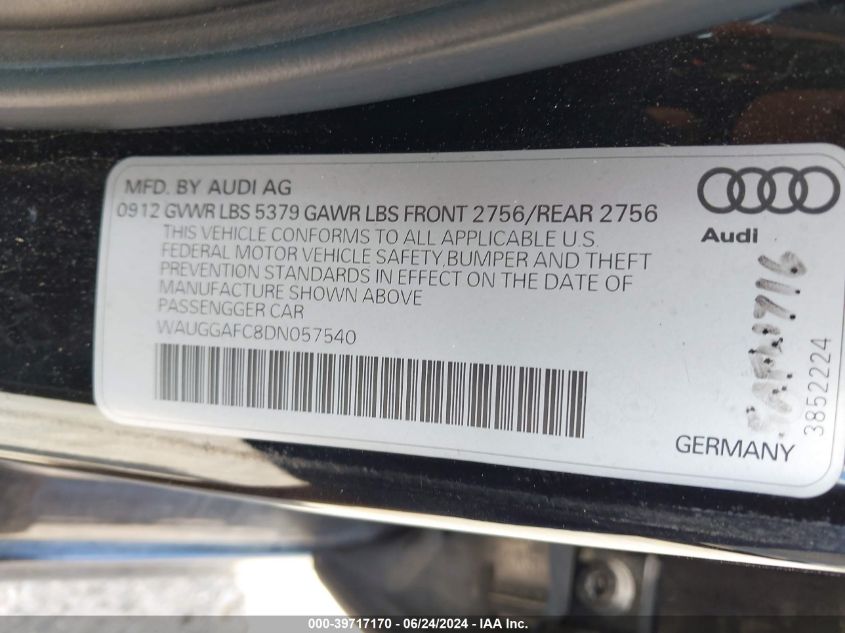 MFD. BY AUDI AG
0912 GVWR LBS 5379 GAWR LBS FRONT 2756/REAR 2756
THIS VEHICLE CONFORMS TO ALL APPLICABLE U.S.
FEDERAL MOTOR VEHICLE SAFETY, BUMPER AND THEFT
PREVENTION STANDARDS IN EFFECT ON THE DATE OF
MANUFACTURE SHOWN ABOVE
PASSENGGER CAR
WAUGGAFC8DN057540
Audi
3852224
GERMANY
000-39717170 - 06/24/2024 - IAA Inc.